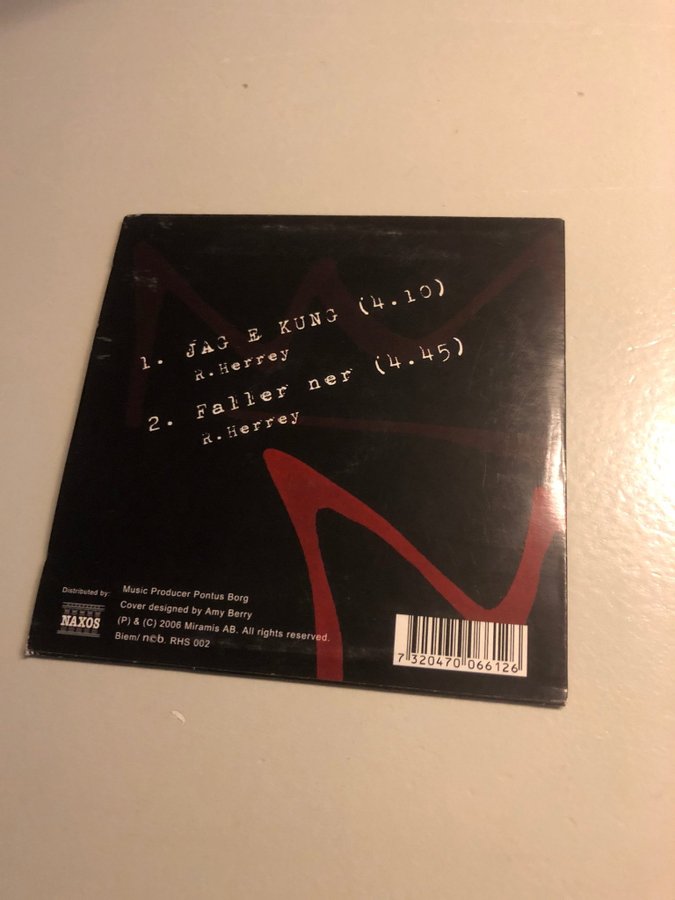 1. JAG E KUNG (4.10)
R.Herrey
2. Faller ner (4.45)
R.Herrey
Distributed by:
NAXOS
Music Producer Pontus Borg
Cover designed by Amy Berry
(P) & (C) 2006 Miramis AB. All rights reserved.
Biem/ ncb. RHS 002
7 320470 066126